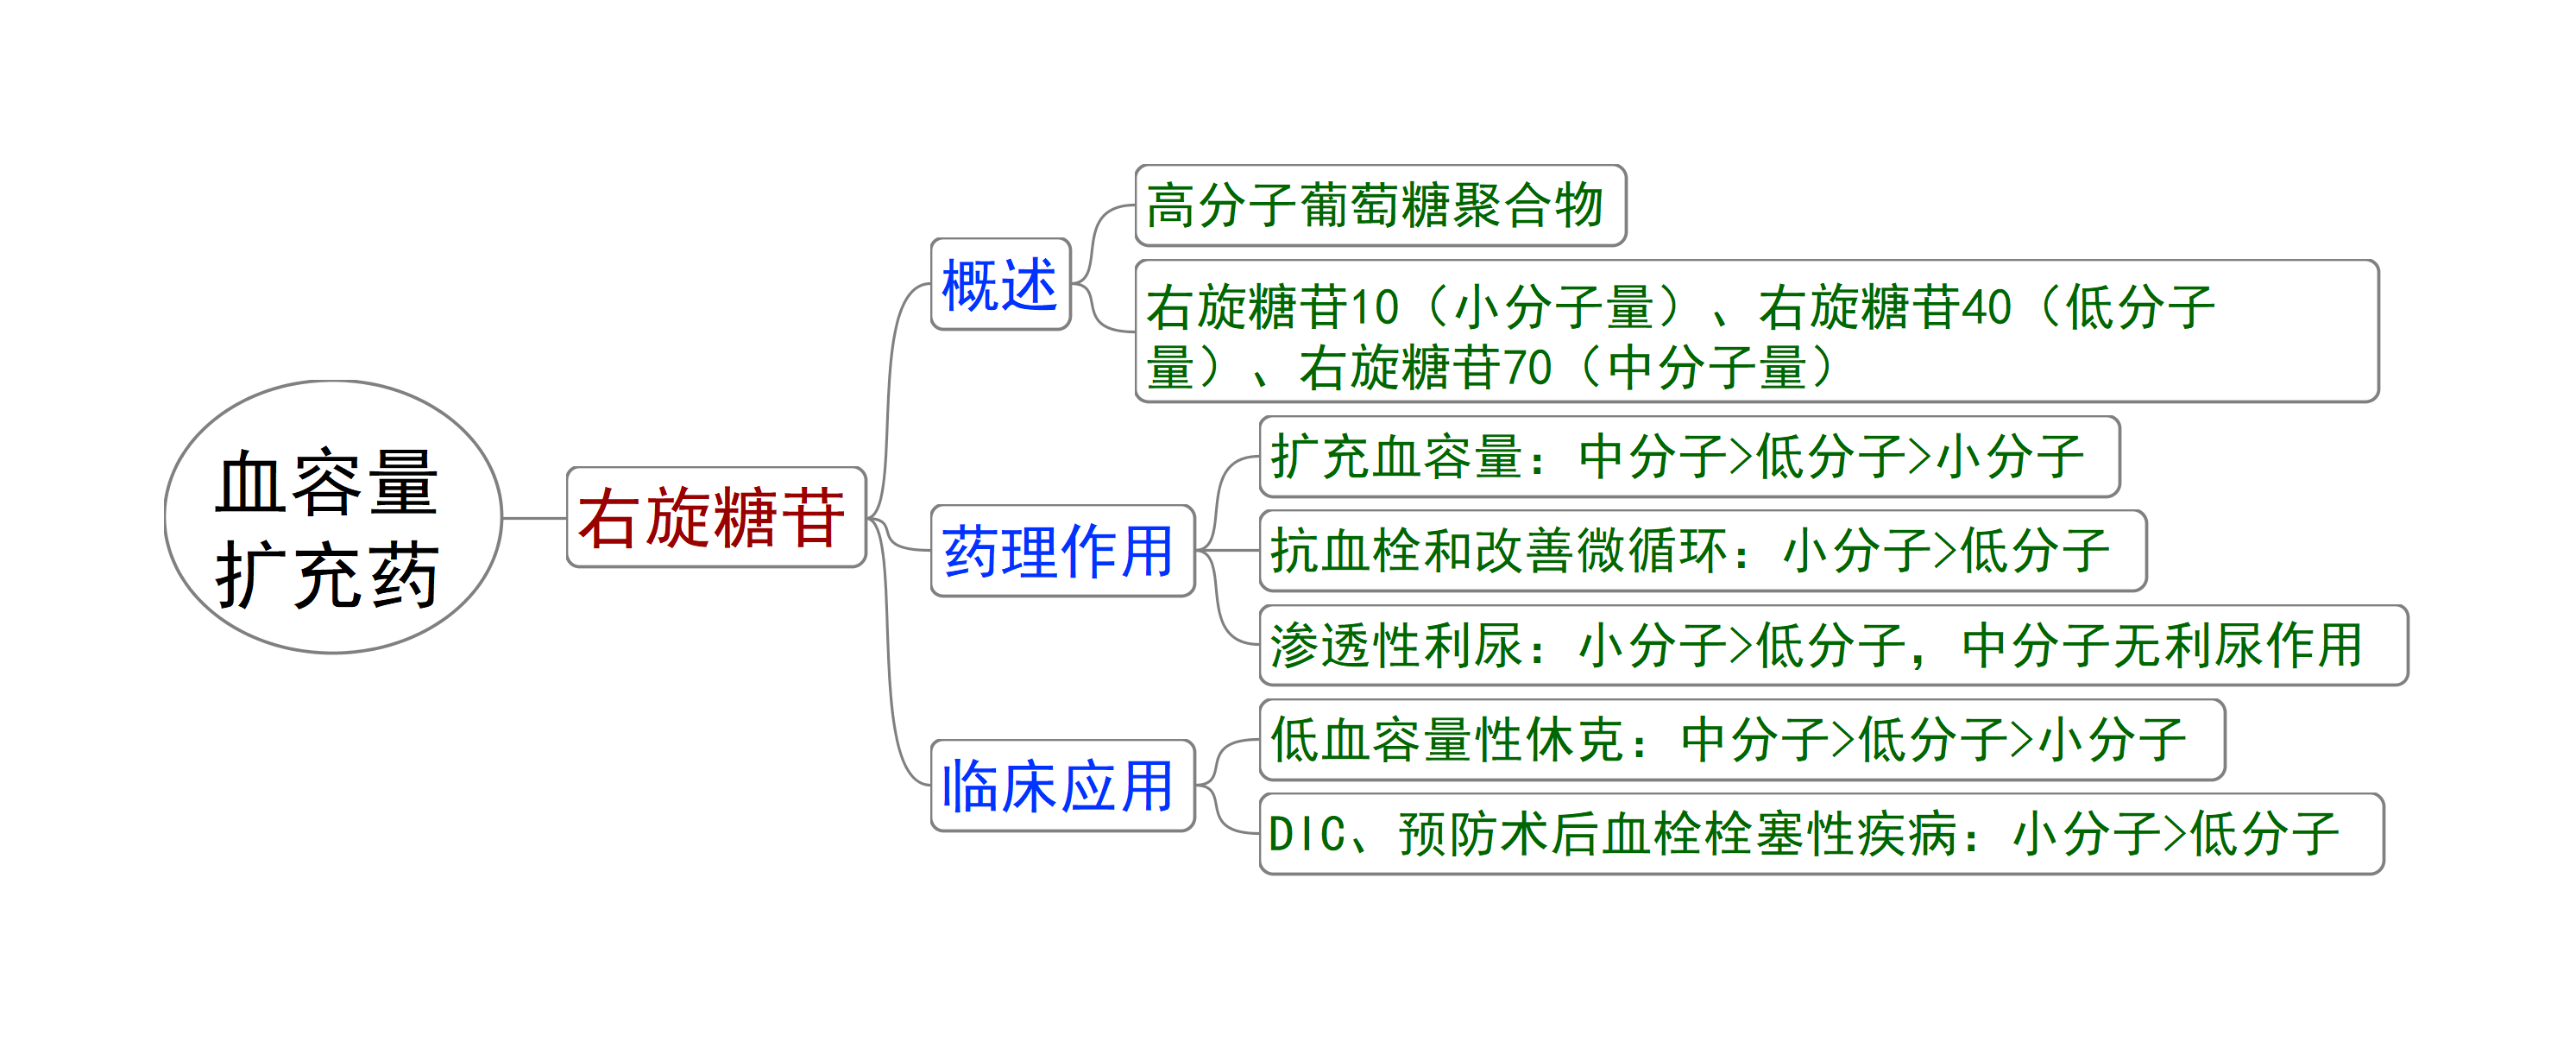 血容量
扩充药
右旋糖苷
概述
高分子葡萄糖聚合物
右旋糖苷10（小分子量）、右旋糖苷40（低分子
量）、右旋糖苷70（中分子量）
药理作用
扩充血容量：中分子>低分子>小分子
抗血栓和改善微循环：小分子>低分子
渗透性利尿：小分子>低分子，中分子无利尿作用
临床应用
低血容量性休克：中分子>低分子>小分子
DIC、预防术后血栓栓塞性疾病：小分子>低分子